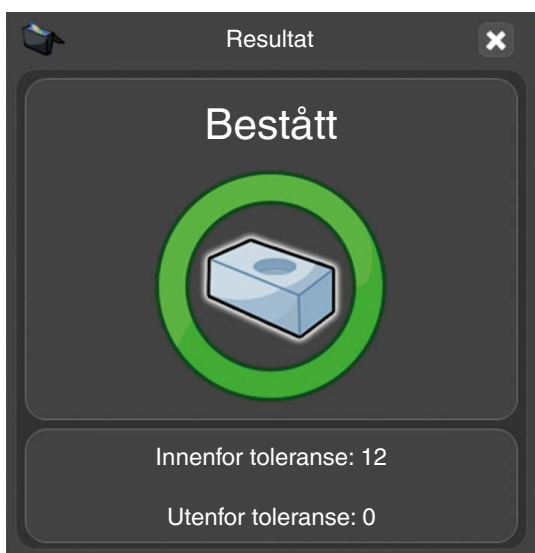 Resultat
Bestått
Innenfor toleranse: 12
Utenfor toleranse: 0